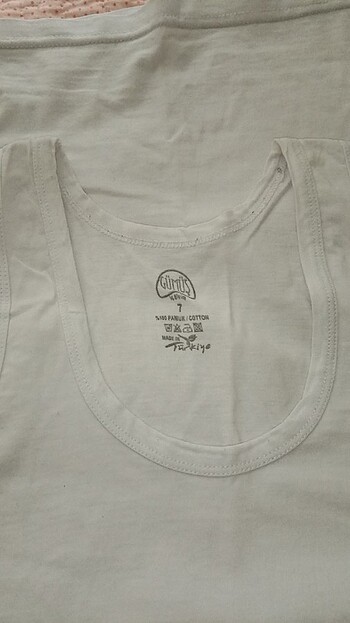 GÜMÜŞ
7
%100 PAMUK / COTTON
MADE IN
Türkiye